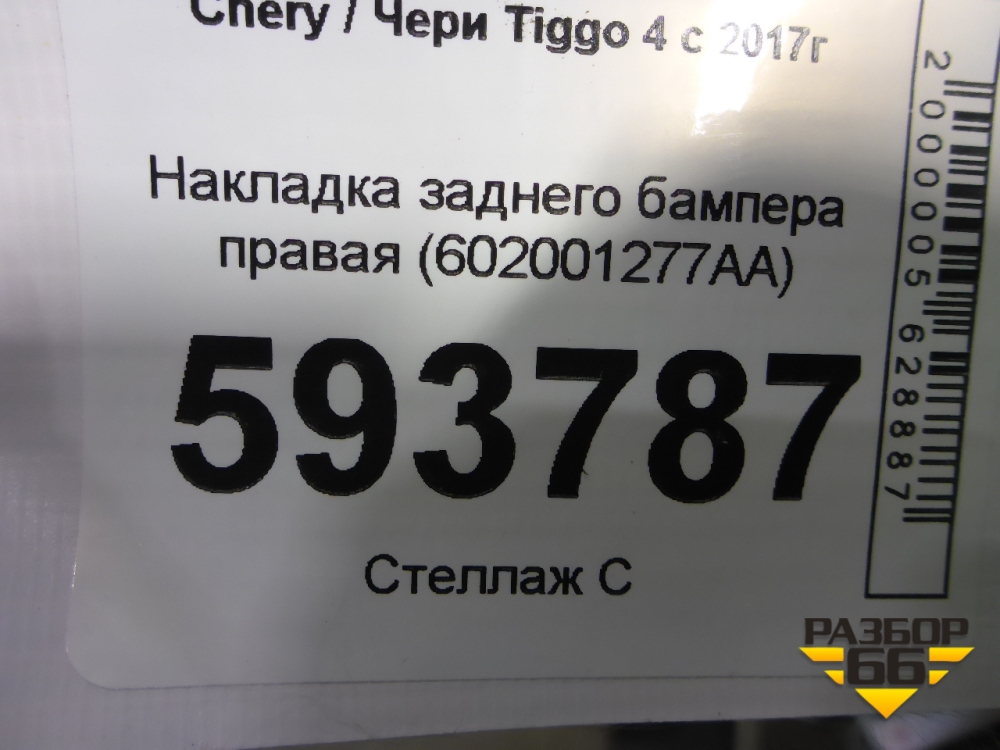 Chery / Чери Tiggo 4 с 2017г
Накладка заднего бампера
правая (602001277AA)
593787
Стеллаж С
2000005628887
РАЗБОР
66